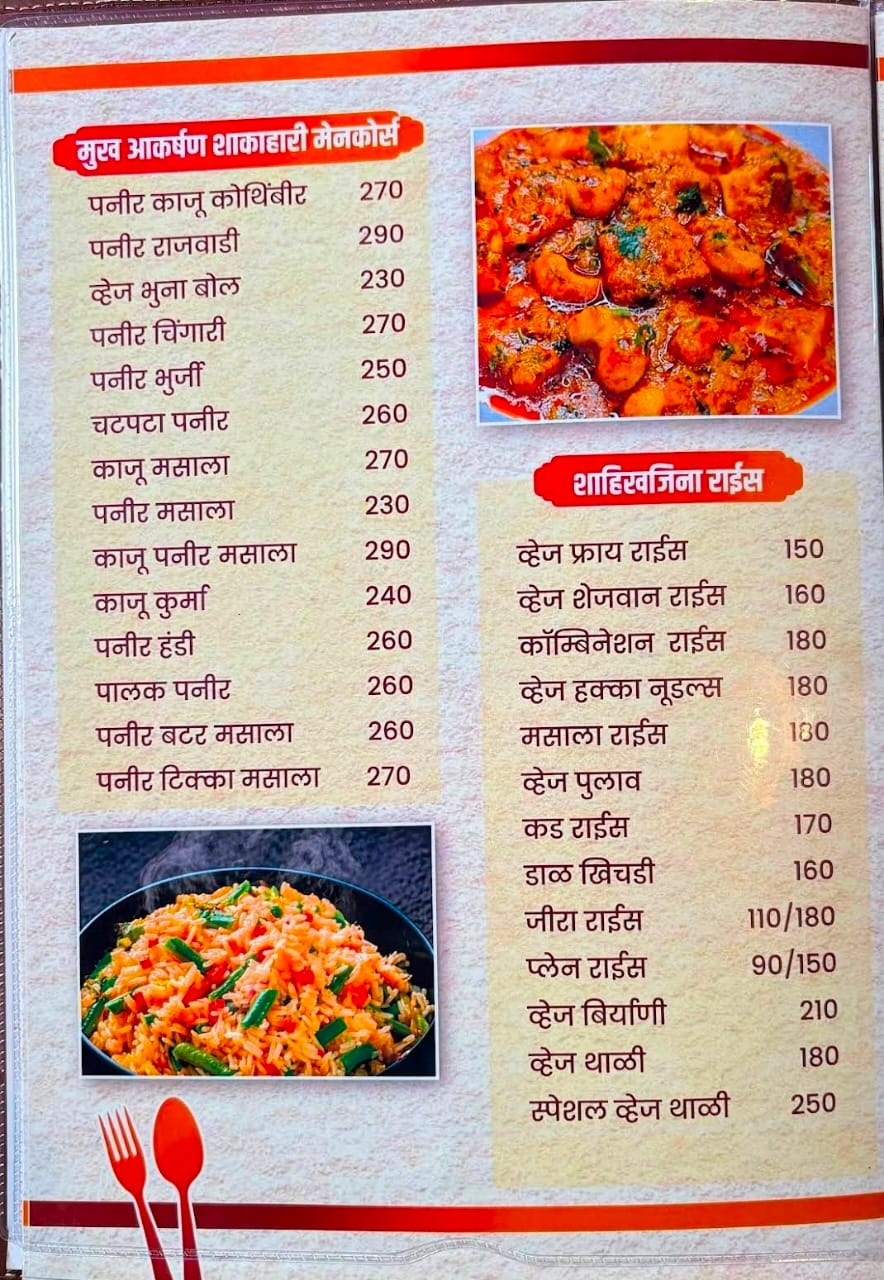 मुख आकर्षण शाकाहारी मेनकोर्स
पनीर काजू कोथिंबीर 270
पनीर राजवाडी 290
व्हेज भुना बोल 230
पनीर चिंगारी 270
पनीर भुर्जी 250
चटपटा पनीर 260
काजू मसाला 270
पनीर मसाला 230
काजू पनीर मसाला 290
काजू कुर्मा 240
पनीर हंडी 260
पालक पनीर 260
पनीर बटर मसाला 260
पनीर टिक्का मसाला 270
शाहिखजिना राईस
व्हेज फ्राय राईस 150
व्हेज शेजवान राईस 160
कॉम्बिनेशन राईस 180
व्हेज हक्का नूडल्स 180
मसाला राईस 180
व्हेज पुलाव 180
कड राईस 170
डाळ खिचडी 160
जीरा राईस 110/180
प्लेन राईस 90/150
व्हेज बिर्याणी 210
व्हेज थाळी 180
स्पेशल व्हेज थाळी 250